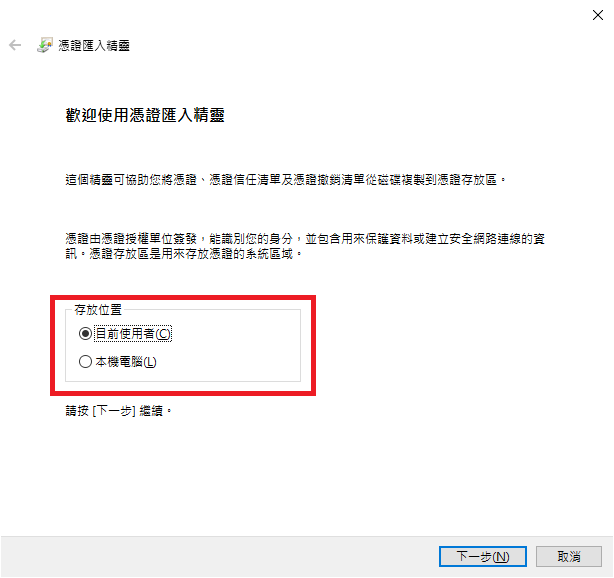 憑證匯入精靈
歡迎使用憑證匯入精靈
這個精靈可協助您將憑證、憑證信任清單及憑證撤銷清單從磁碟複製到憑證存放區。
憑證由憑證授權單位簽發，能識別您的身分，並包含用來保護資料或建立安全網路連線的資
訊。憑證存放區是用來存放憑證的系統區域。
存放位置
目前使用者(C)
本機電腦(L)
請按 [下一步] 繼續。
下一步(N)
取消